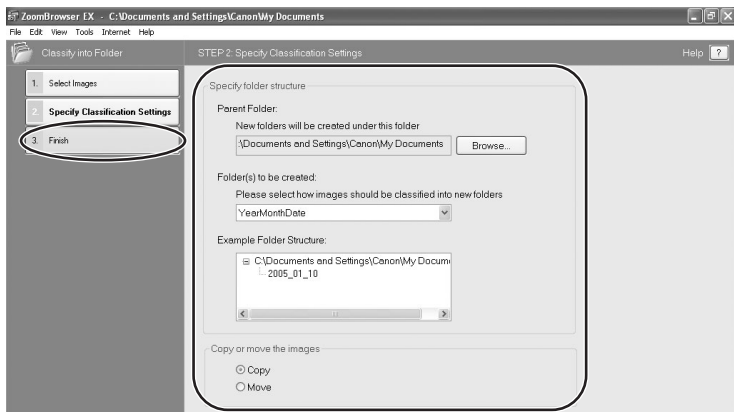 ZoomBrowser EX - C:\Documents and Settings\Canon\My Documents
File Edit View Tools Internet Help
Classify into Folder
STEP 2: Specify Classification Settings
Help ?
1. Select Images
2. Specify Classification Settings
3. Finish
Specify folder structure
Parent Folder:
New folders will be created under this folder
:\Documents and Settings\Canon\My Documents
Browse...
Folder(s) to be created:
Please select how images should be classified into new folders
YearMonthDate
Example Folder Structure:
C:\Documents and Settings\Canon\My Docum
2005_01_10
Copy or move the images
Copy
Move